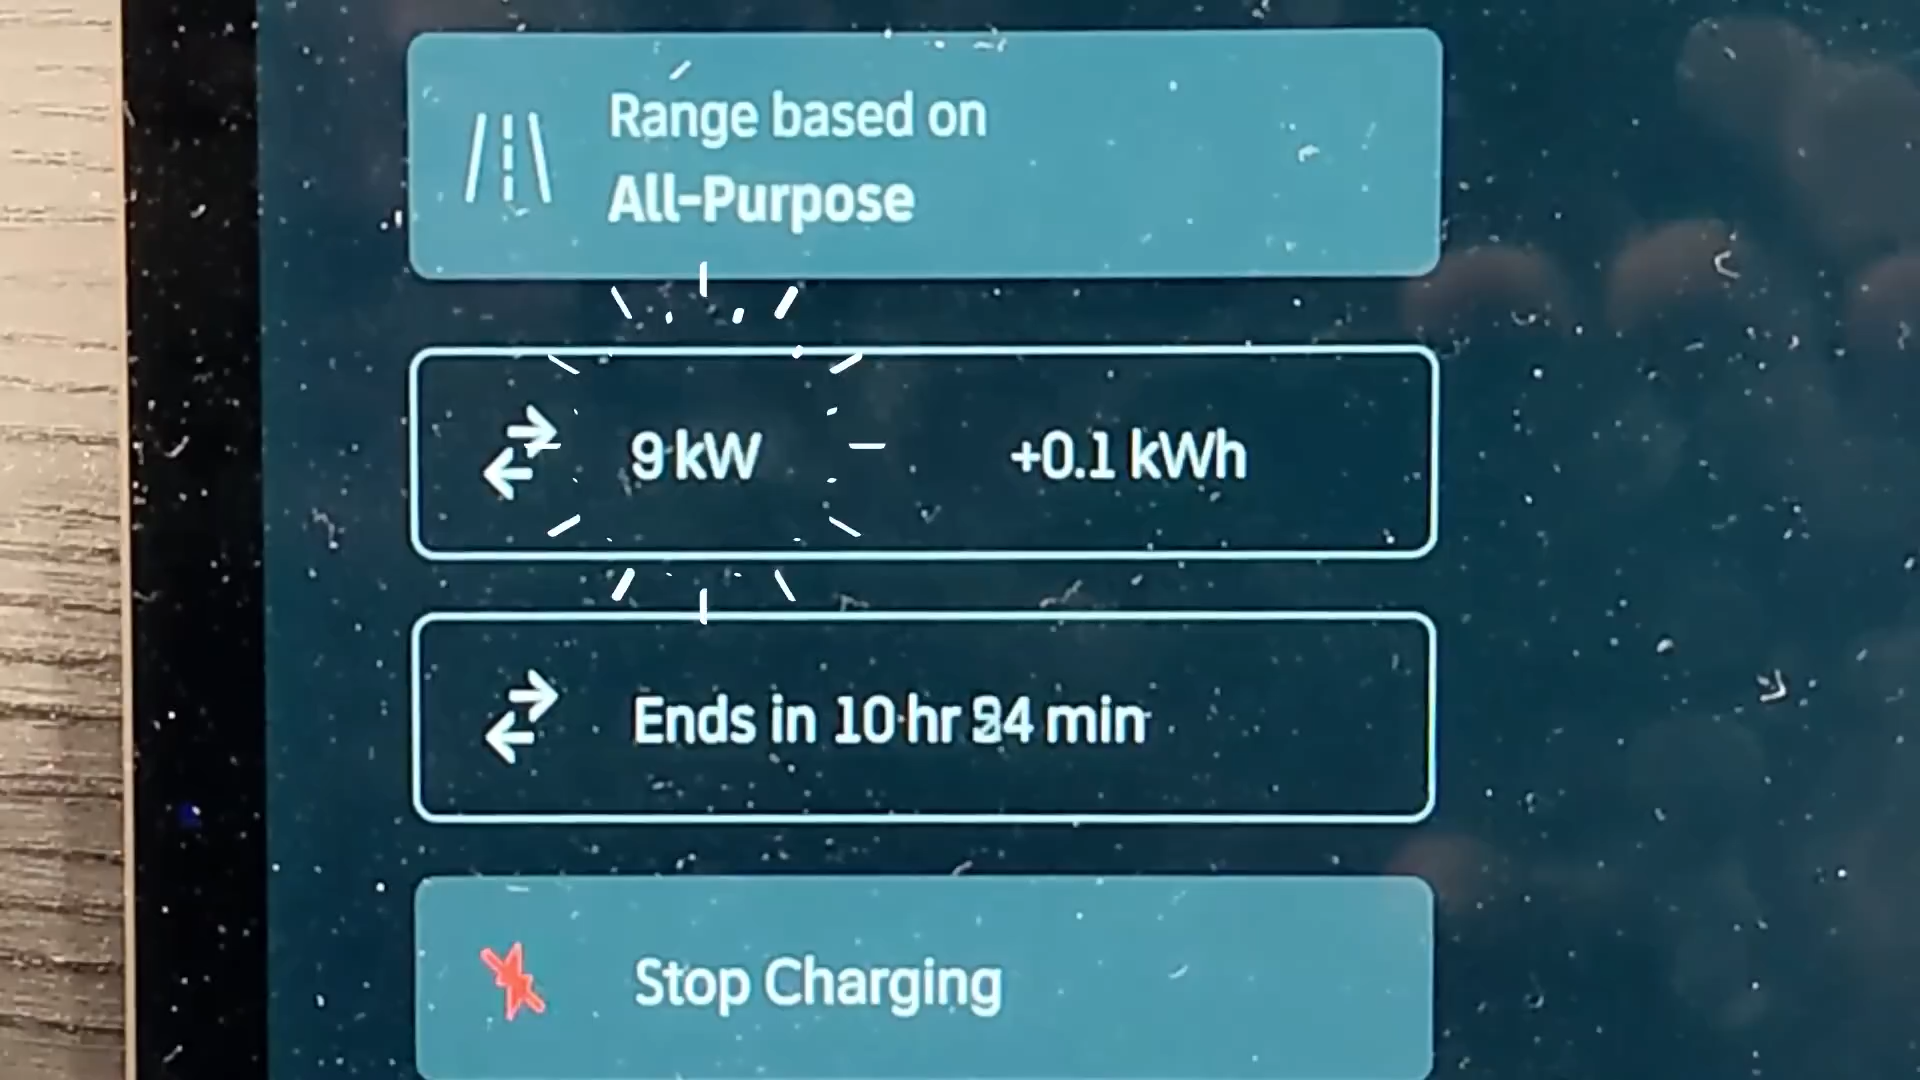 Range based on
All-Purpose
9 kW
+0.1 kWh
Ends in 10 hr min
Stop Charging